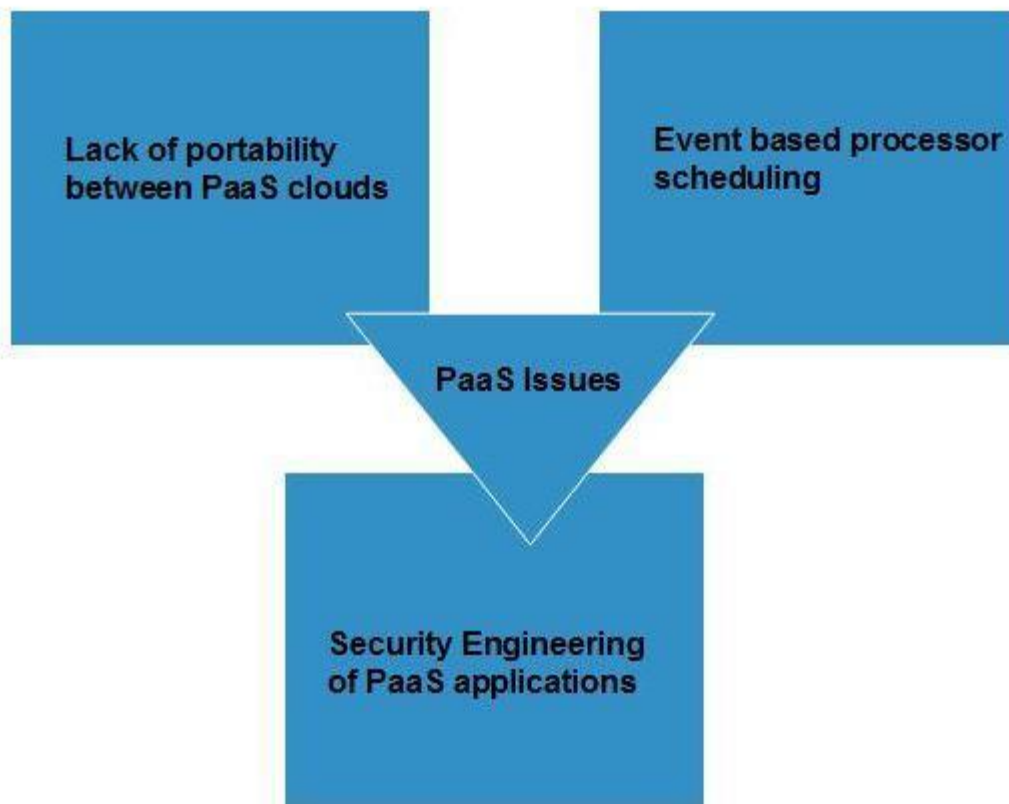 Lack of portability
between PaaS clouds
Event based processor
scheduling
PaaS Issues
Security Engineering
of PaaS applications